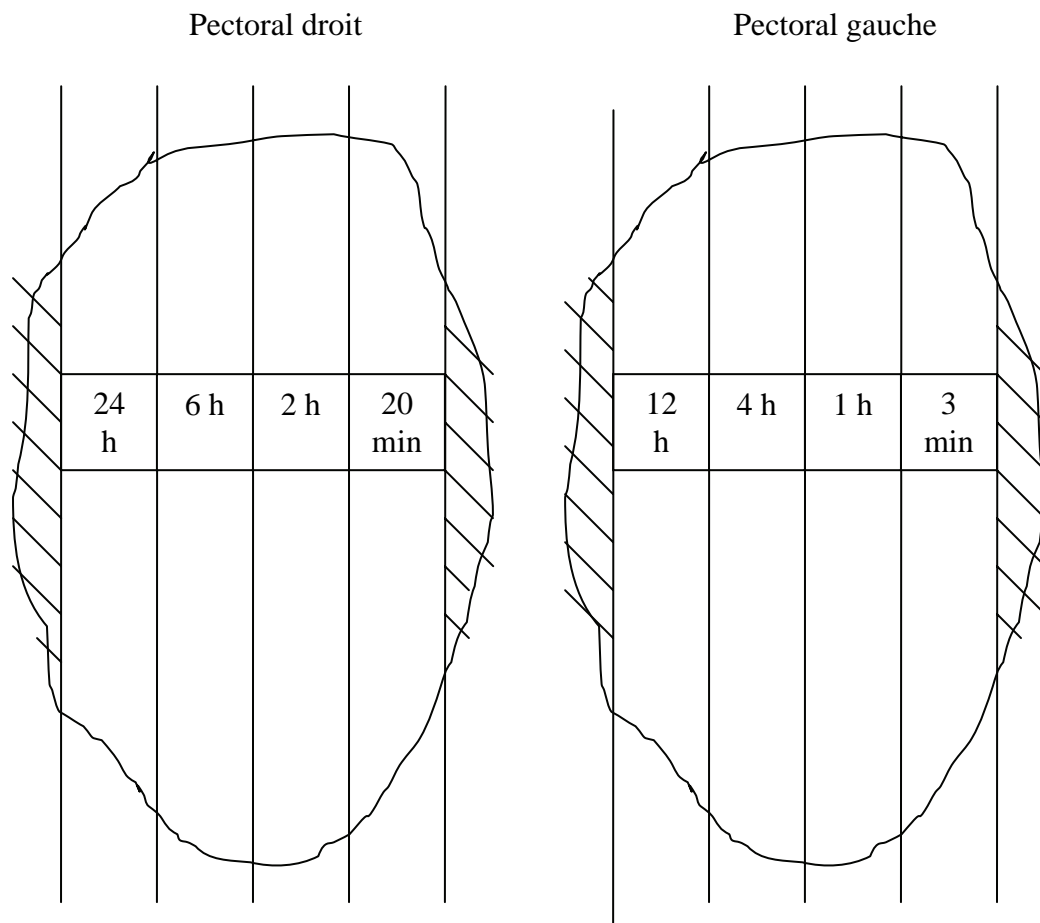 Pectoral droit
Pectoral gauche
24
h
6 h
2 h
20
min
12
h
4 h
1 h
3
min